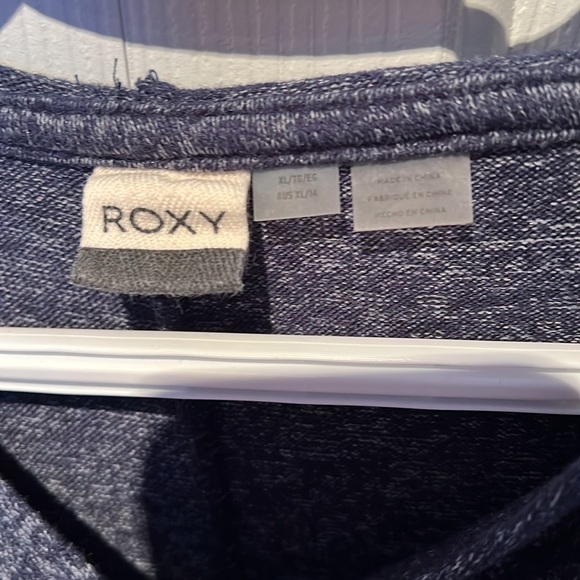 ROXY
XL/TG/EG
AUS XL/14
MADE IN CHINA
FABRIQUÉ EN CHINE
HECHO EN CHINA